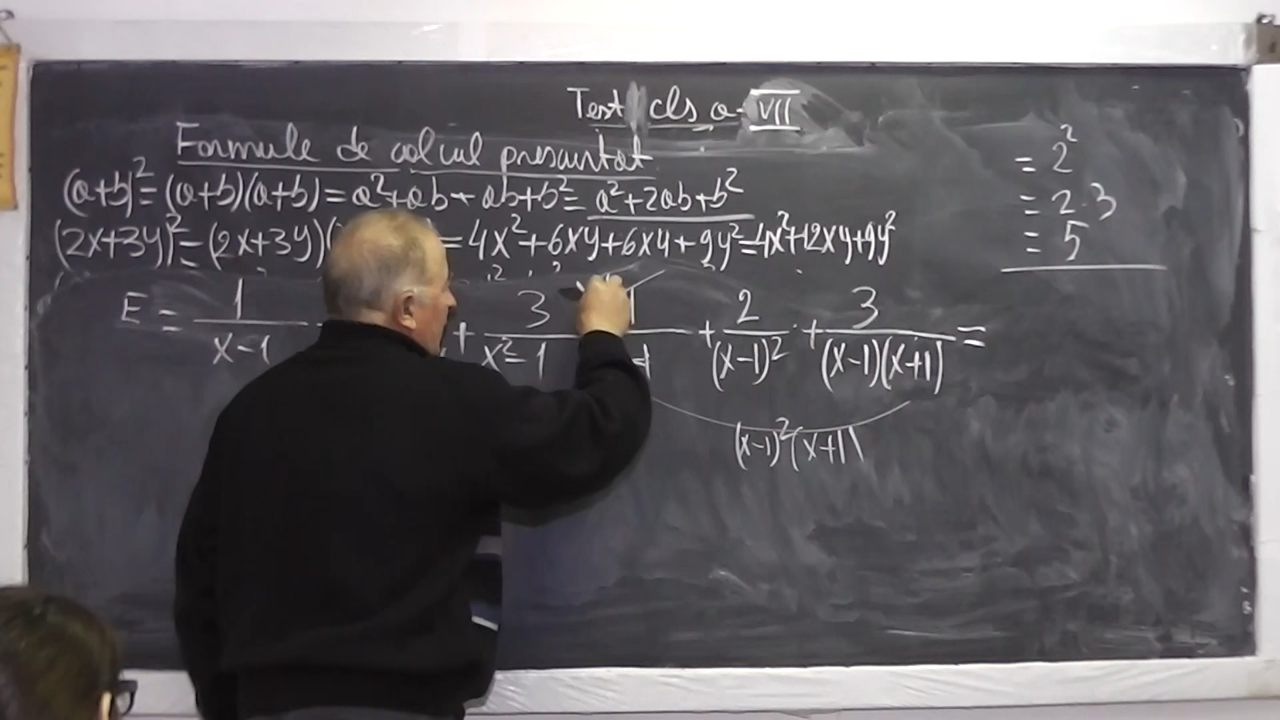 Test cls a-VII
Formule de calcul prescurtat
(a+b)²=(a+b)(a+b)=a²+ab+ab+b²=a²+2ab+b²
(2x+3y)²=(2x+3y)( =4x²+6xy+6xy+9y²=4x²+12xy+9y²
E= 1/(x-1) + 3/(x²-1) 1/ -1 + 2/(x-1)² + 3/((x-1)(x+1)) =
(x-1)²(x+1)
= 2²
= 2·3
= 5